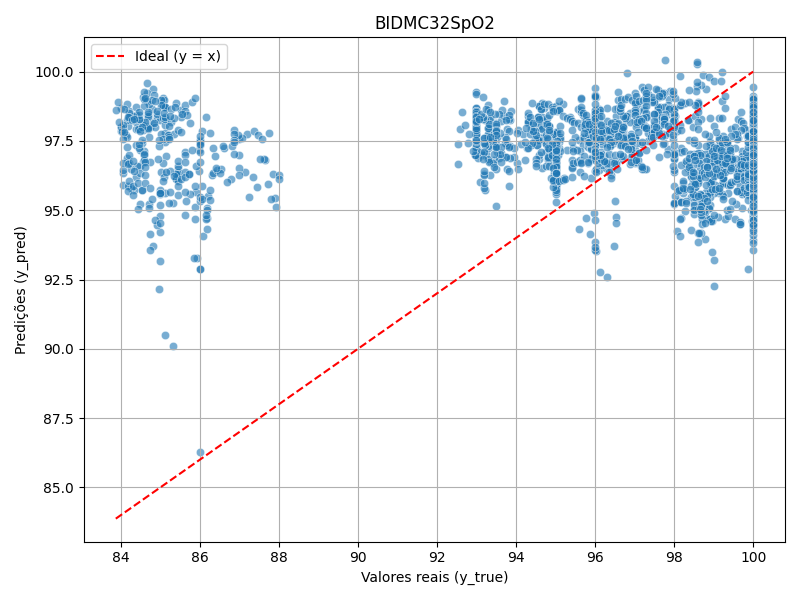 BIDMC32SpO2
Ideal (y = x)
Predições (y_pred)
100.0
97.5
95.0
92.5
90.0
87.5
85.0
84 86 88 90 92 94 96 98 100
Valores reais (y_true)